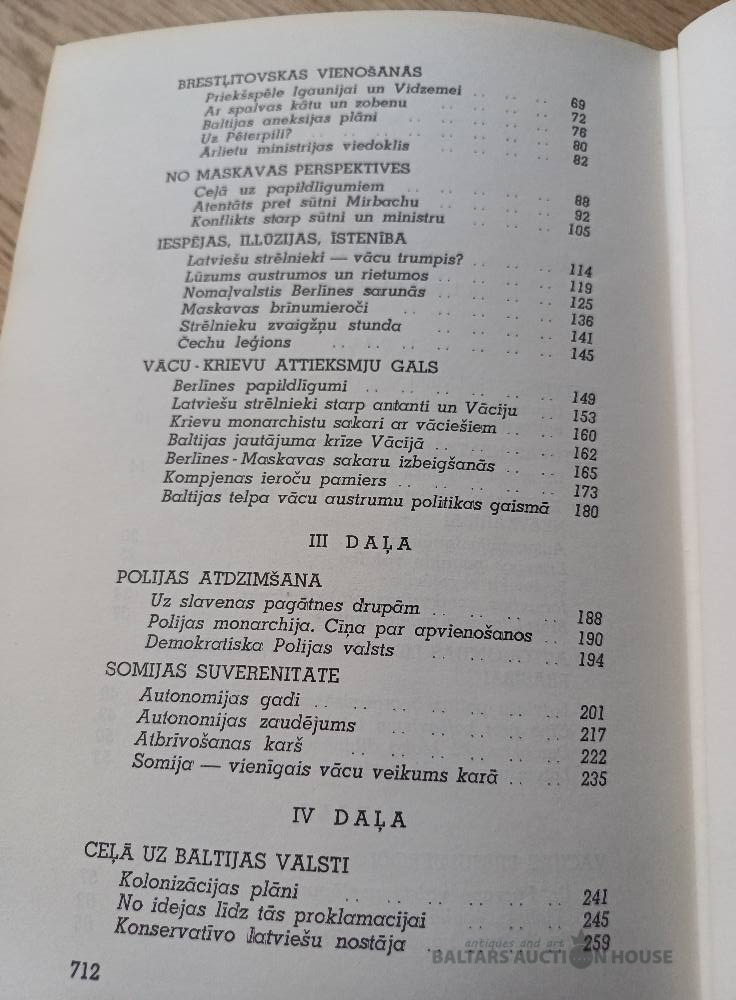 BRESTĻITOVSKAS VIENOŠANĀS
Priekšspēle Igaunijai un Vidzemei .. .. .. 69
Ar spalvas kātu un zobenu .. .. .. 72
Baltijas aneksijas plāni .. .. .. .. 76
Uz Pēterpili? .. .. .. .. .. .. 80
Ārlietu ministrijas viedoklis .. .. .. .. 82
NO MASKAVAS PERSPEKTĪVES
Ceļā uz papildlīgumiem .. .. .. .. 88
Atentāts pret sūtni Mirbachu .. .. .. .. 92
Konflikts starp sūtni un ministru .. .. .. 105
IESPĒJAS, ILLŪZIJAS, ĪSTENĪBA
Latviešu strēlnieki — vācu trumpis? .. .. .. 114
Lūzums austrumos un rietumos .. .. .. 119
Nomaļvalstis Berlīnes sarunās .. .. .. 125
Maskavas brīnumieroči .. .. .. .. 136
Strēlnieku zvaigžņu stunda .. .. .. 141
Čechu leģions .. .. .. .. .. .. 145
VĀCU - KRIEVU ATTIEKSMJU GALS
Berlīnes papildlīgumi .. .. .. .. .. 149
Latviešu strēlnieki starp antanti un Vāciju .. 153
Krievu monarchistu sakari ar vāciešiem .. .. 160
Baltijas jautājuma krīze Vācijā .. .. .. 162
Berlīnes - Maskavas sakaru izbeigšanās .. .. 165
Kompjenas ieroču pamiers .. .. .. .. 173
Baltijas telpa vācu austrumu politikas gaismā 180
III DAĻA
POLIJAS ATDZIMŠANA
Uz slavenas pagātnes drupām .. .. .. 188
Polijas monarchija. Cīņa par apvienošanos .. 190
Demokratiska Polijas valsts .. .. .. .. 194
SOMIJAS SUVERENITĀTE
Autonomijas gadi .. .. .. .. .. .. 201
Autonomijas zaudējums .. .. .. .. 217
Atbrīvošanas karš .. .. .. .. .. 222
Somija — vienīgais vācu veikums karā .. .. 235
IV DAĻA
CEĻĀ UZ BALTIJAS VALSTI
Kolonizācijas plāni .. .. .. .. .. 241
No idejas līdz tās proklamacijai .. .. .. 245
Konservatīvo latviešu nostāja .. .. .. 259
antiques and art
BALTARS AUCTION HOUSE
712